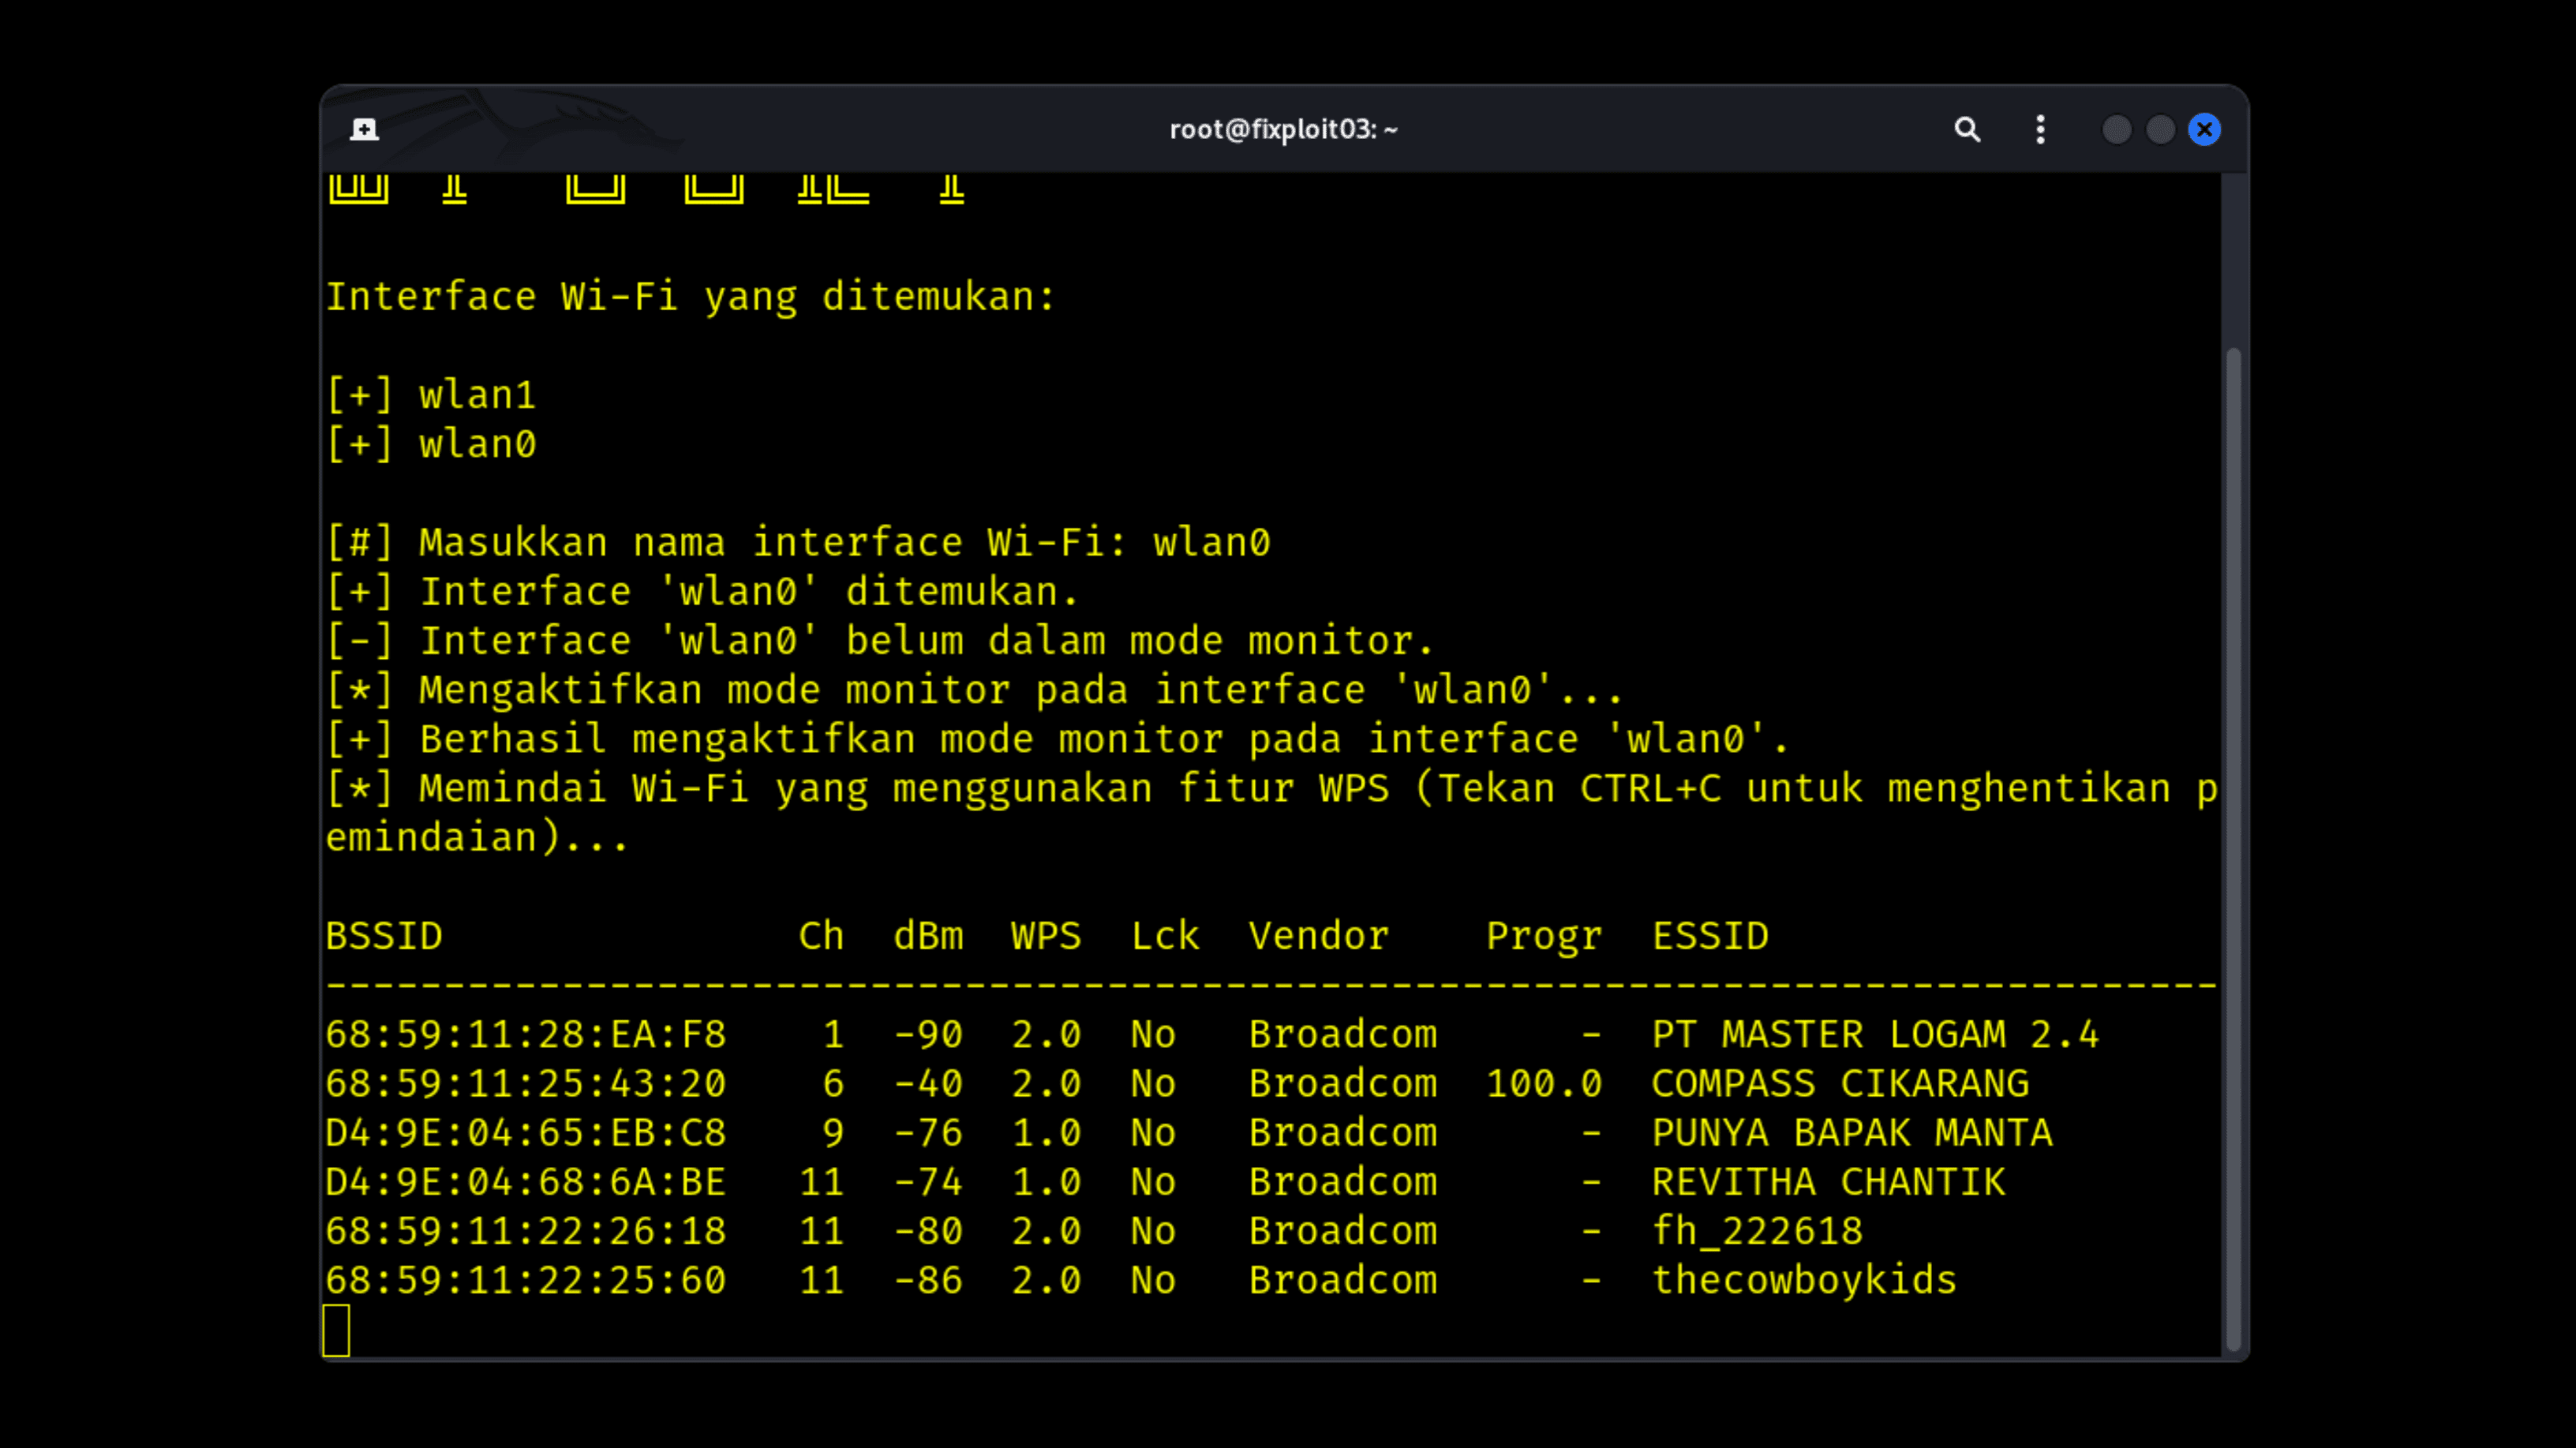 root@fixploit03: ~
Interface Wi-Fi yang ditemukan:
[+] wlan1
[+] wlan0
[#] Masukkan nama interface Wi-Fi: wlan0
[+] Interface 'wlan0' ditemukan.
[-] Interface 'wlan0' belum dalam mode monitor.
[*] Mengaktifkan mode monitor pada interface 'wlan0'...
[+] Berhasil mengaktifkan mode monitor pada interface 'wlan0'.
[*] Memindai Wi-Fi yang menggunakan fitur WPS (Tekan CTRL+C untuk menghentikan p
emindaian)...
BSSID Ch dBm WPS Lck Vendor Progr ESSID
--------------------------------------------------------------------------------
68:59:11:28:EA:F8 1 -90 2.0 No Broadcom - PT MASTER LOGAM 2.4
68:59:11:25:43:20 6 -40 2.0 No Broadcom 100.0 COMPASS CIKARANG
D4:9E:04:65:EB:C8 9 -76 1.0 No Broadcom - PUNYA BAPAK MANTA
D4:9E:04:68:6A:BE 11 -74 1.0 No Broadcom - REVITHA CHANTIK
68:59:11:22:26:18 11 -80 2.0 No Broadcom - fh_222618
68:59:11:22:25:60 11 -86 2.0 No Broadcom - thecowboykids